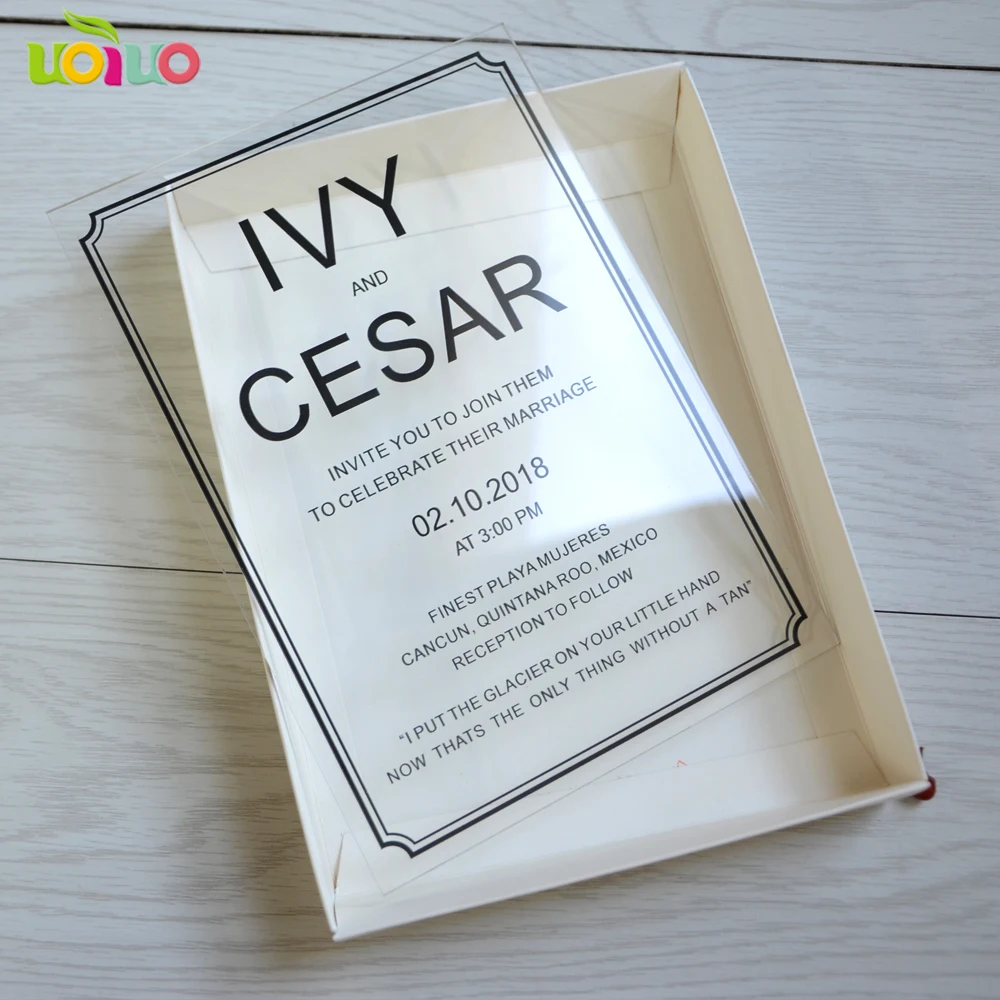 UOIUO
IVY
AND
CESAR
INVITE YOU TO JOIN THEM
TO CELEBRATE THEIR MARRIAGE
02.10.2018
AT 3:00 PM
FINEST PLAYA MUJERES
CANCUN, QUINTANA ROO, MEXICO
RECEPTION TO FOLLOW
“I PUT THE GLACIER ON YOUR LITTLE HAND
NOW THATS THE ONLY THING WITHOUT A TAN”